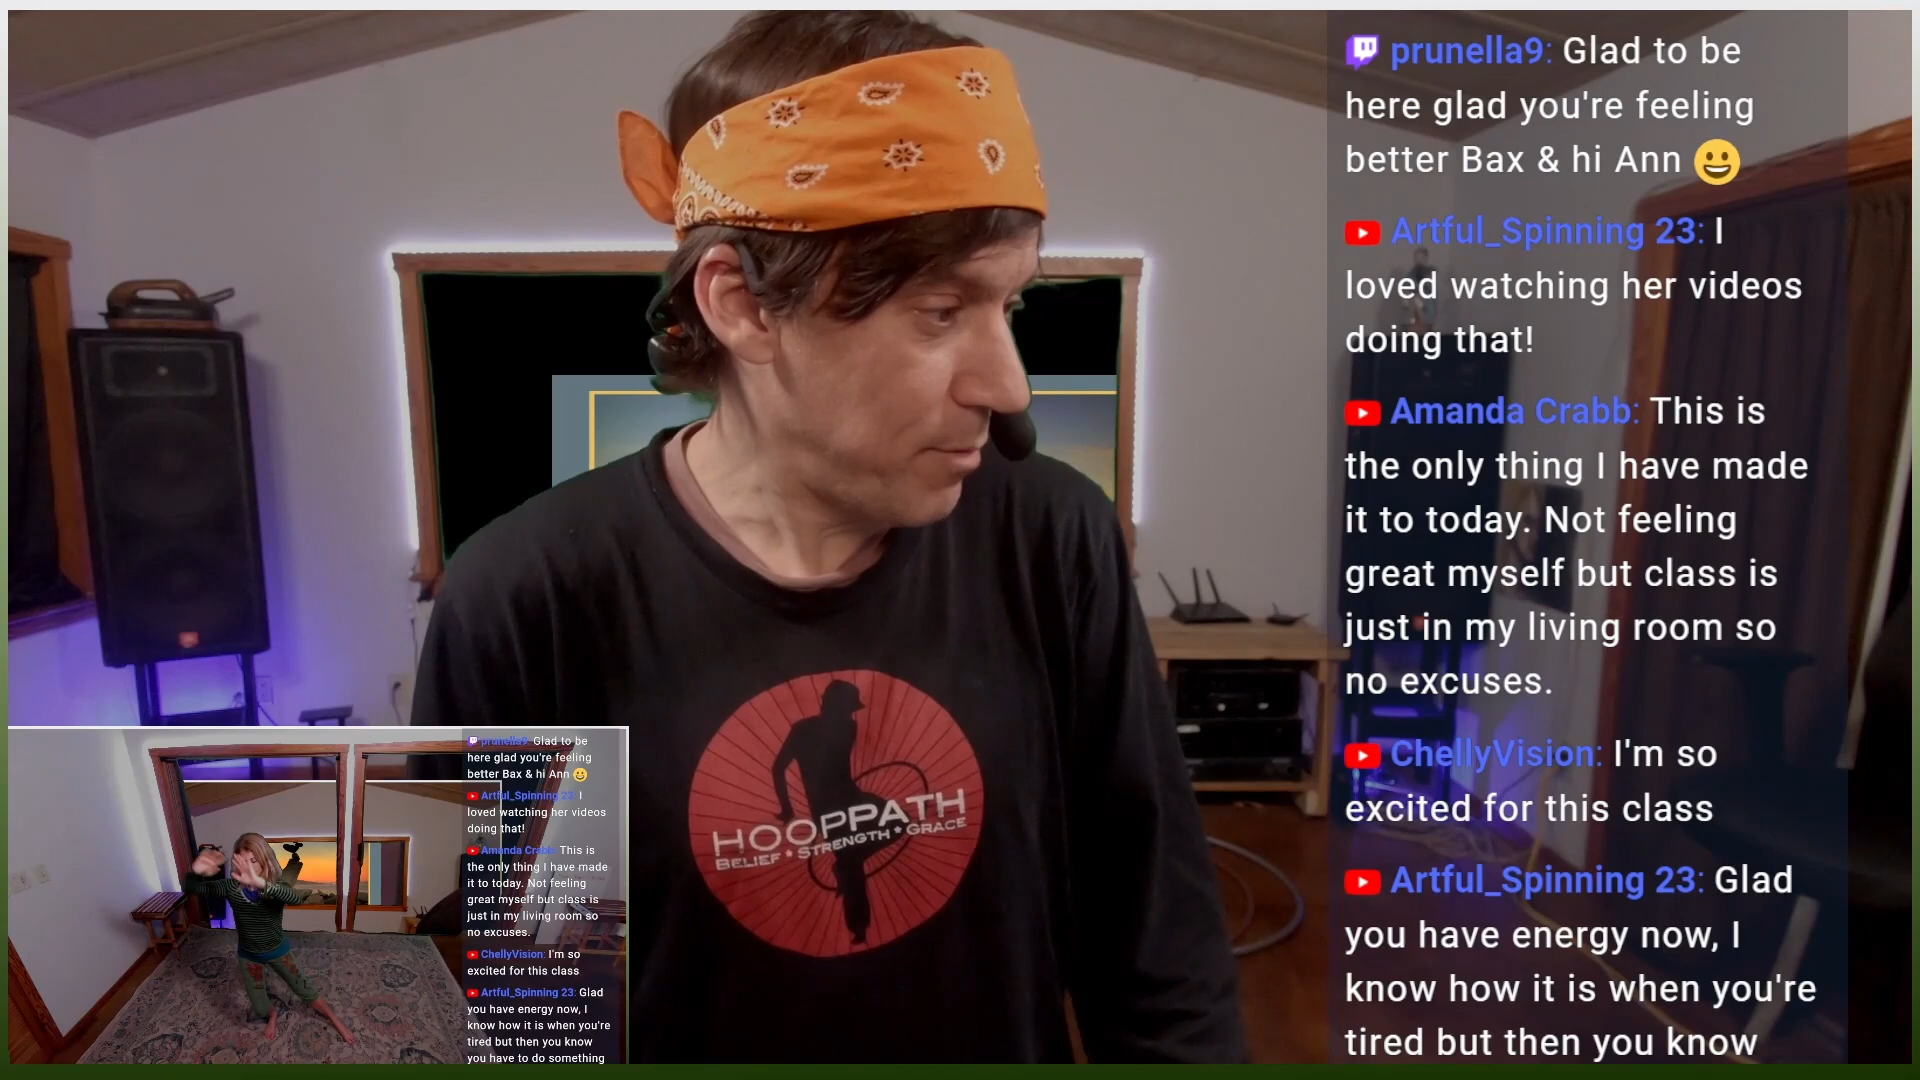 prunella9: Glad to be
here glad you're feeling
better Bax & hi Ann 😀
Artful_Spinning 23: I
loved watching her videos
doing that!
Amanda Crabb: This is
the only thing I have made
it to today. Not feeling
great myself but class is
just in my living room so
no excuses.
ChellyVision: I'm so
excited for this class
Artful_Spinning 23: Glad
you have energy now, I
know how it is when you're
tired but then you know
HOOPPATH
BELIEF * STRENGTH * GRACE
prunella9: Glad to be
here glad you're feeling
better Bax & hi Ann 😀
Artful_Spinning 23: I
loved watching her videos
doing that!
Amanda Crabb: This is
the only thing I have made
it to today. Not feeling
great myself but class is
just in my living room so
no excuses.
ChellyVision: I'm so
excited for this class
Artful_Spinning 23: Glad
you have energy now, I
know how it is when you're
tired but then you know
you have to do something